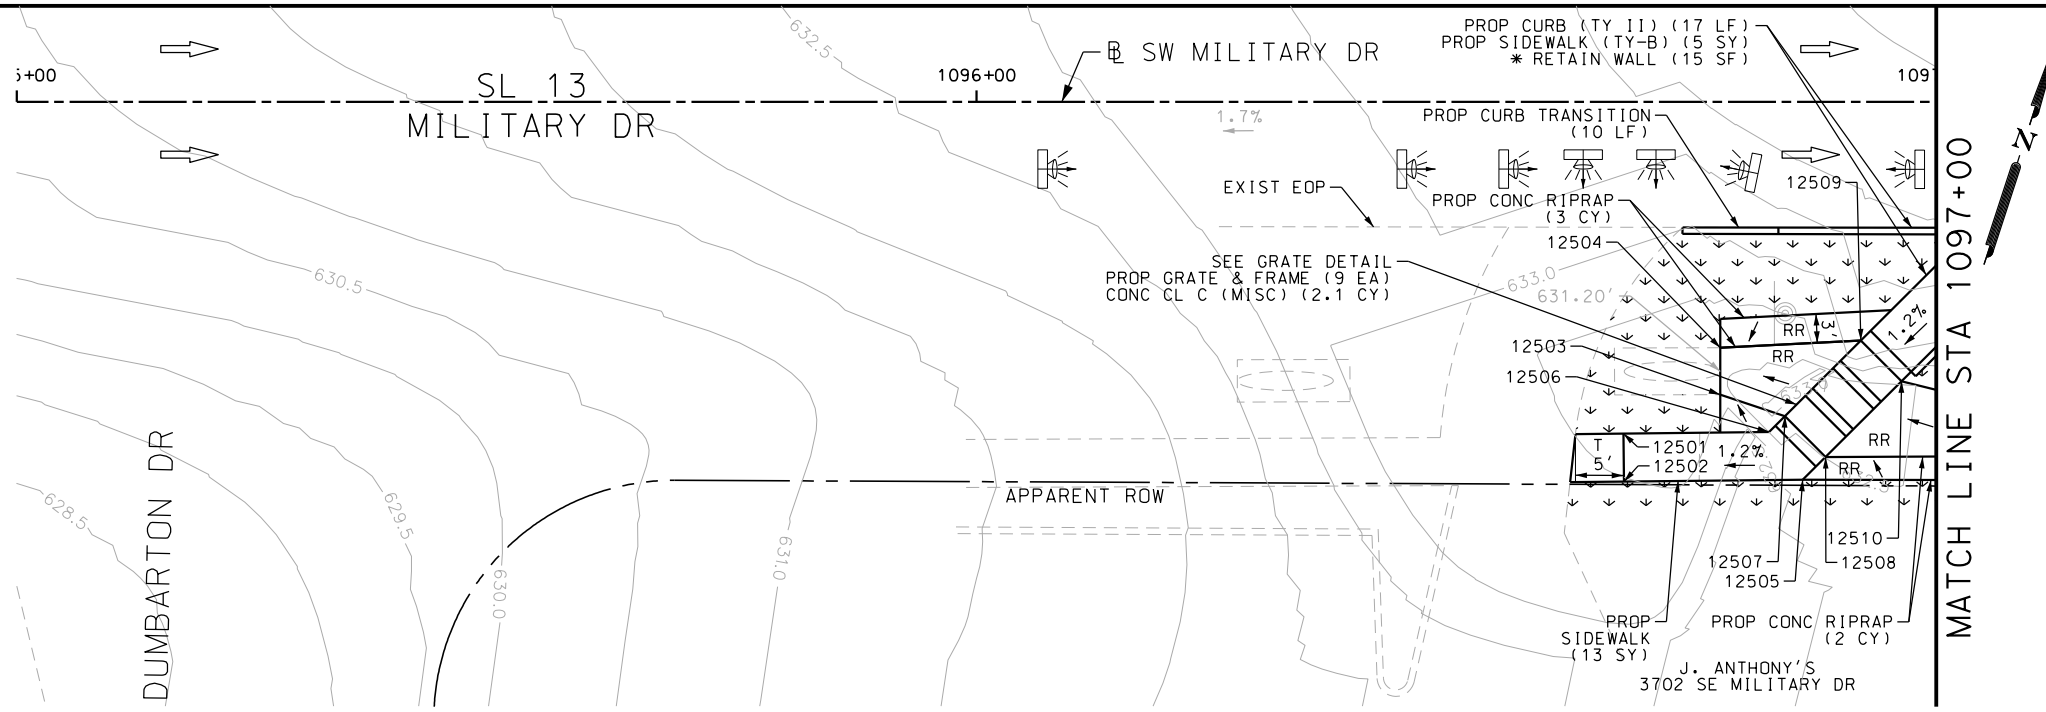 5+00
SL 13
MILITARY DR
632.5
1096+00
℄ SW MILITARY DR
1.7%
PROP CURB (TY II) (17 LF)
PROP SIDEWALK (TY-B) (5 SY)
* RETAIN WALL (15 SF)
109
PROP CURB TRANSITION
(10 LF)
EXIST EOP
PROP CONC RIPRAP
(3 CY)
12509
12504
SEE GRATE DETAIL
PROP GRATE & FRAME (9 EA)
CONC CL C (MISC) (2.1 CY)
633.0
631.20'
630.5
RR
3'
1.2%
RR
12503
12506
633.0
T
5'
12501
12502
1.2%
RR
RR
APPARENT ROW
628.5
629.5
630.0
631.0
DUMBARTON DR
12510
12507
12508
12505
PROP
SIDEWALK
(13 SY)
PROP CONC RIPRAP
(2 CY)
J. ANTHONY'S
3702 SE MILITARY DR
MATCH LINE STA 1097+00
N